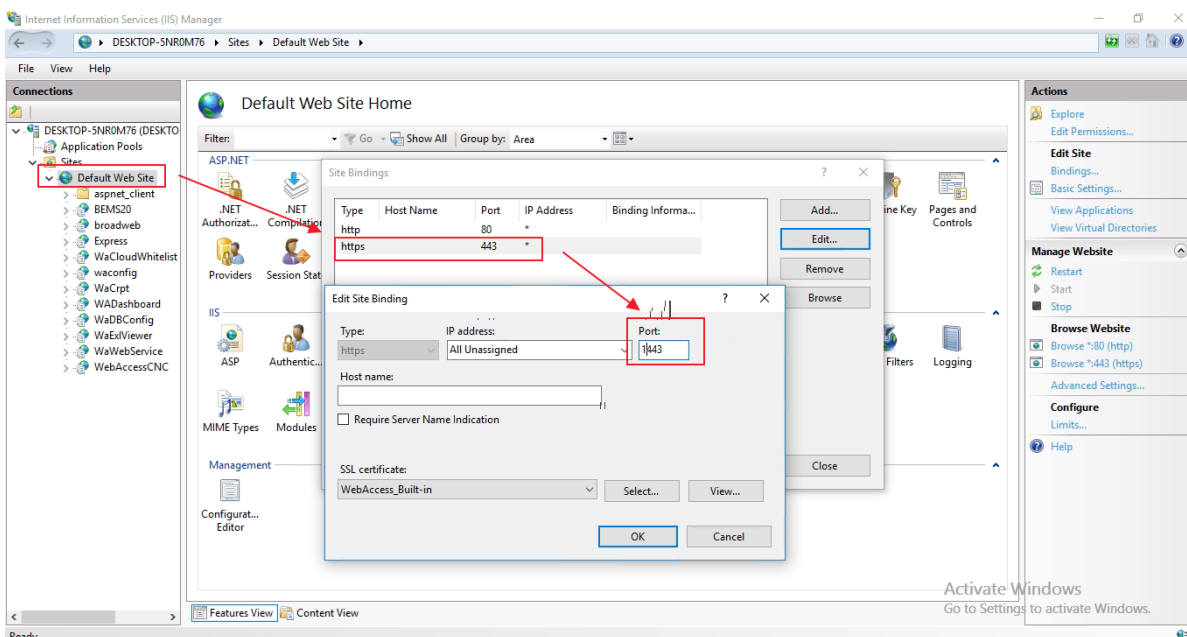 Internet Information Services (IIS) Manager
DESKTOP-5NR0M76 Sites Default Web Site
File View Help
Connections
DESKTOP-5NR0M76 (DESKTO
Application Pools
Sites
Default Web Site
aspnet_client
BEMS20
broadweb
Express
WaCloudWhitelist
waconfig
WaCrpt
WADashboard
WaDBConfig
WaExlViewer
WaWebService
WebAccessCNC
Default Web Site Home
Filter: Go Show All Group by: Area
ASP.NET
.NET Authorizat...
.NET Compilation
Providers
Session Stat
ine Key
Pages and Controls
IIS
ASP
Authentic...
Filters
Logging
MIME Types
Modules
Management
Configurat... Editor
Features View Content View
Site Bindings
? 
Type Host Name Port IP Address Binding Informa...
http 80 *
https 443 *
Add...
Edit...
Remove
Browse
Close
Edit Site Binding
?
Type: IP address: Port:
https All Unassigned 1443
Host name:
Require Server Name Indication
SSL certificate:
WebAccess_Built-in Select... View...
OK Cancel
Actions
Explore
Edit Permissions...
Edit Site
Bindings...
Basic Settings...
View Applications
View Virtual Directories
Manage Website
Restart
Start
Stop
Browse Website
Browse *:80 (http)
Browse *:443 (https)
Advanced Settings...
Configure
Limits...
Help
Activate Windows
Go to Settings to activate Windows.
Ready